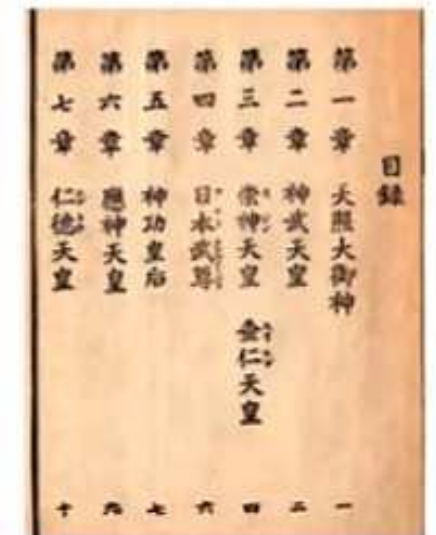 目録
第一章 天照大御神 一
第二章 神武天皇 二
第三章 崇神天皇 垂仁天皇 四
第四章 日本武尊 六
第五章 神功皇后 七
第六章 應神天皇 九
第七章 仁德天皇 十